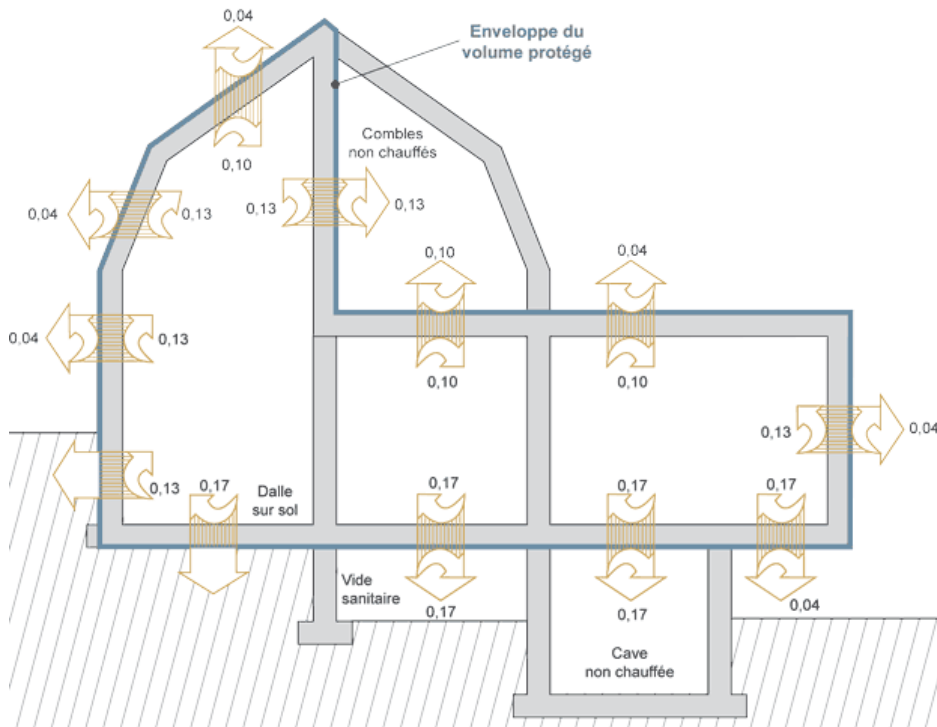 0,04
Enveloppe du
volume protégé
Combles
non chauffés
0,10
0,04
0,13
0,13
0,13
0,10
0,04
0,04
0,13
0,10
0,10
0,13
0,04
0,13
0,17
Dalle
sur sol
0,17
0,17
0,17
Vide
sanitaire
0,17
0,17
0,04
Cave
non chauffée